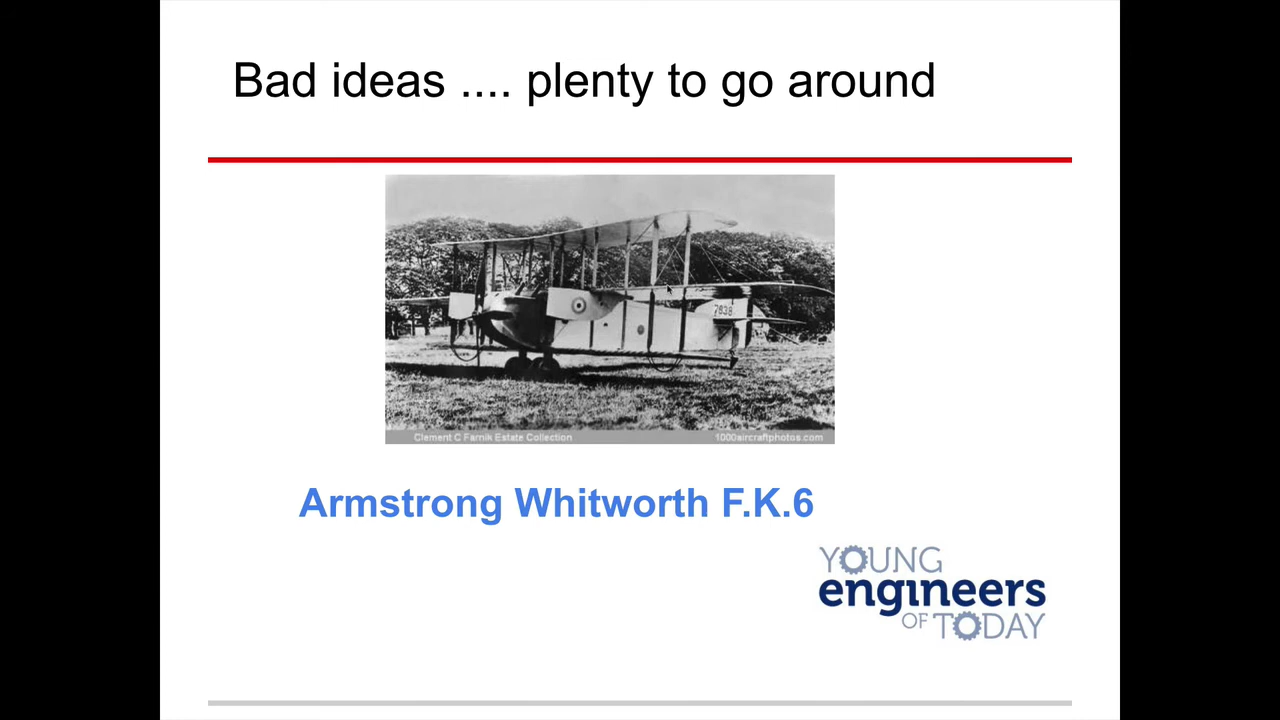 Bad ideas .... plenty to go around
7838
Clement C Farnik Estate Collection
1000aircraftphotos.com
Armstrong Whitworth F.K.6
YOUNG
engineers
OF TODAY